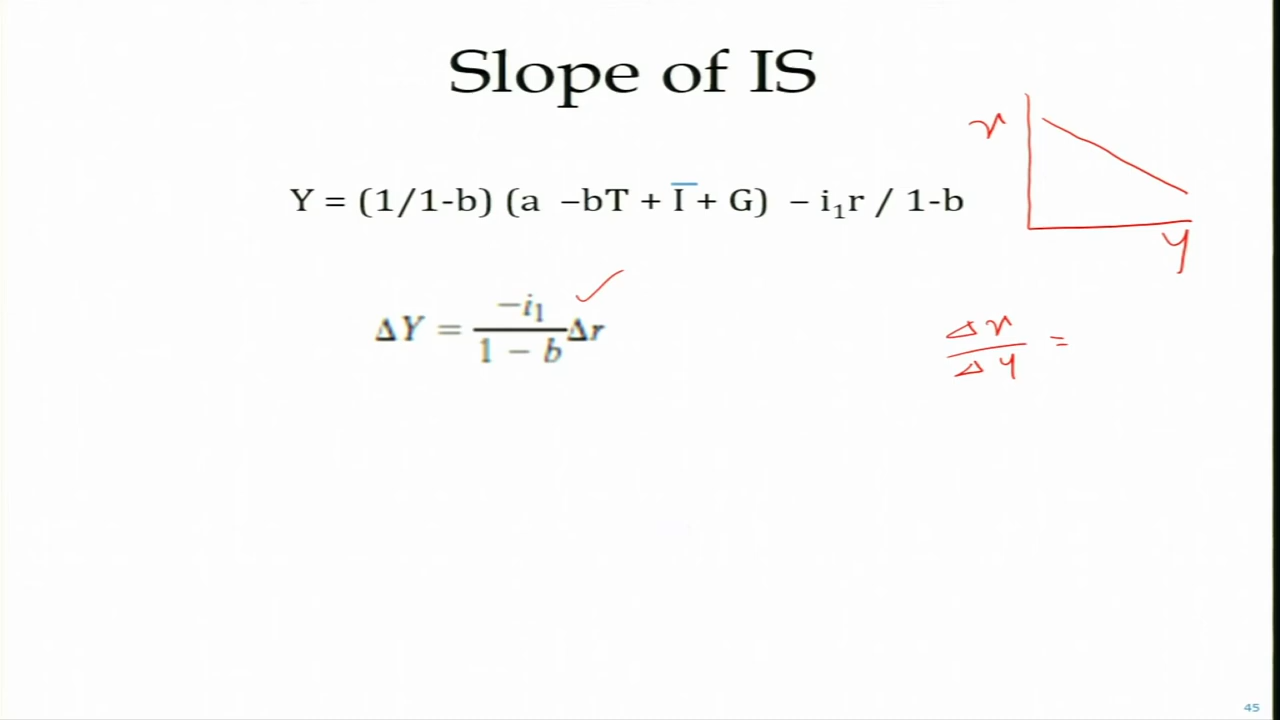 Slope of IS
r
Y = (1/1-b) (a –bT + I̅ + G) – i₁r / 1-b
y
ΔY = −i₁ / 1 − b Δr
Δr / Δy =
45